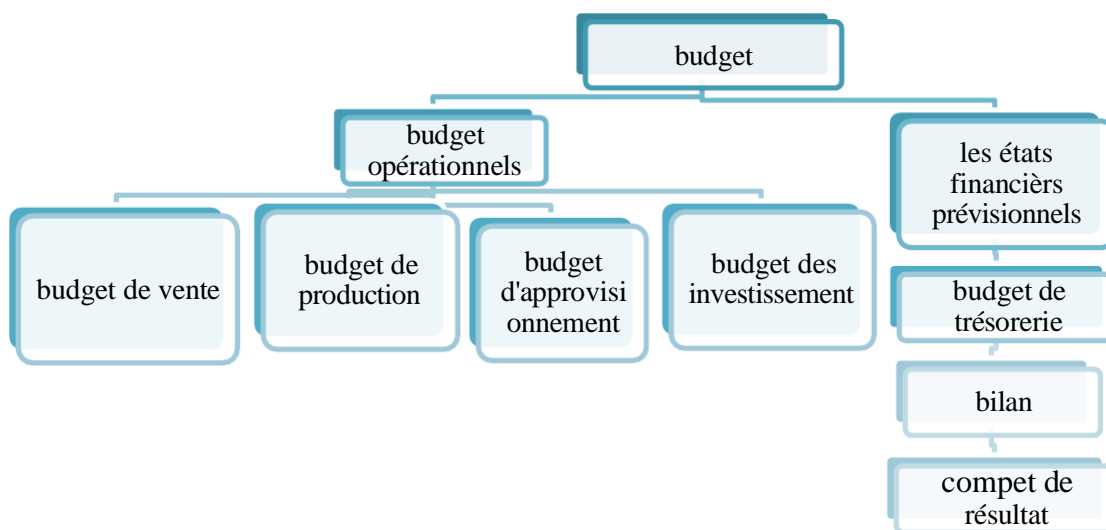 budget
budget
opérationnels
les états
financièrs
prévisionnels
budget de vente
budget de
production
budget
d'approvisi
onnement
budget des
investissement
budget de
trésorerie
bilan
compet de
résultat